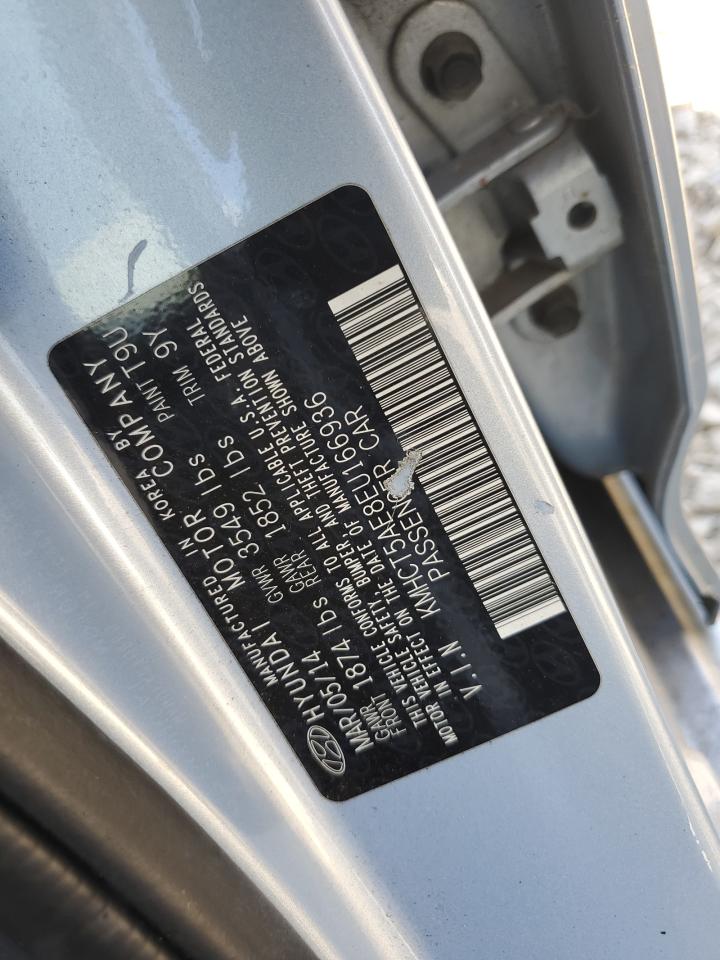 MANUFACTURED IN KOREA BY
HYUNDAI MOTOR COMPANY
MAR/05/14 GVWR 3549 lbs PAINT T9U
GAWR FRONT 1874 lbs GAWR REAR 1852 lbs TRIM 9Y
THIS VEHICLE CONFORMS TO ALL APPLICABLE U.S.A. FEDERAL
MOTOR VEHICLE SAFETY BUMPER AND THEFT PREVENTION STANDARDS
IN EFFECT ON THE DATE OF MANUFACTURE SHOWN ABOVE
V.I.N KMHCT5AE8EU166936
PASSENGER CAR